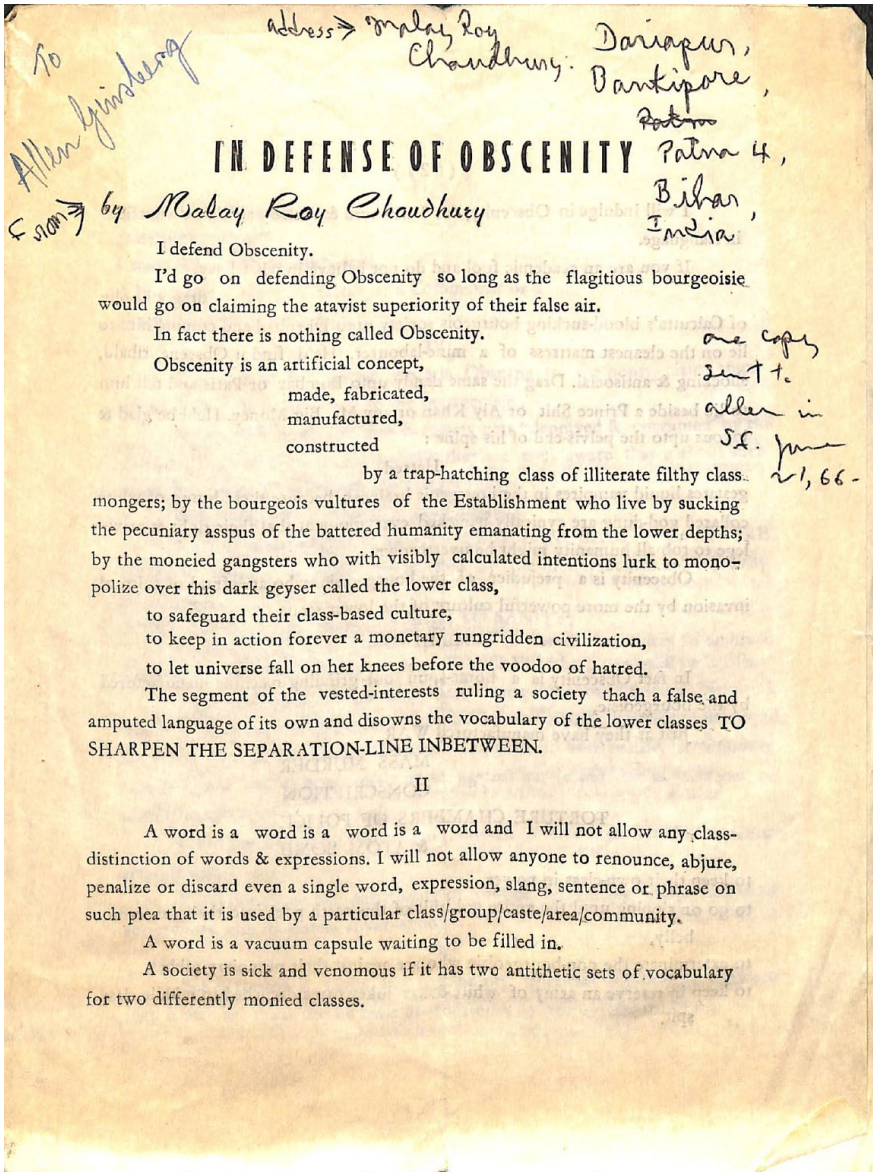 To
Allen Ginsberg
address → Malay Roy
Chaudhury.
Dariapur,
Bankipore,
Patna
Patna 4,
Bihar,
India
IN DEFENSE OF OBSCENITY
From → by Malay Roy Choudhury
I defend Obscenity.
I'd go on defending Obscenity so long as the flagitious bourgeoisie
would go on claiming the atavist superiority of their false air.
In fact there is nothing called Obscenity.
Obscenity is an artificial concept,
made, fabricated,
manufactured,
constructed
one copy
sent to
allen in
S.f. June
21, 66-
by a trap-hatching class of illiterate filthy class
mongers; by the bourgeois vultures of the Establishment who live by sucking
the pecuniary asspus of the battered humanity emanating from the lower depths;
by the moneied gangsters who with visibly calculated intentions lurk to mono-
polize over this dark geyser called the lower class,
to safeguard their class-based culture,
to keep in action forever a monetary rungridden civilization,
to let universe fall on her knees before the voodoo of hatred.
The segment of the vested-interests ruling a society thach a false and
amputed language of its own and disowns the vocabulary of the lower classes TO
SHARPEN THE SEPARATION-LINE INBETWEEN.
II
A word is a word is a word is a word and I will not allow any class-
distinction of words & expressions. I will not allow anyone to renounce, abjure,
penalize or discard even a single word, expression, slang, sentence or phrase on
such plea that it is used by a particular class/group/caste/area/community.
A word is a vacuum capsule waiting to be filled in.
A society is sick and venomous if it has two antithetic sets of vocabulary
for two differently monied classes.